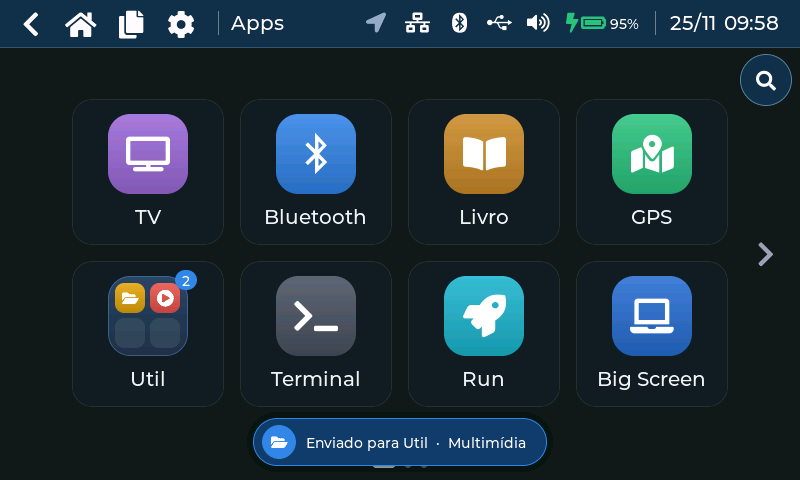 Apps
95%
25/11 09:58
TV
Bluetooth
Livro
GPS
2
Util
Terminal
Run
Big Screen
Enviado para Util · Multimídia